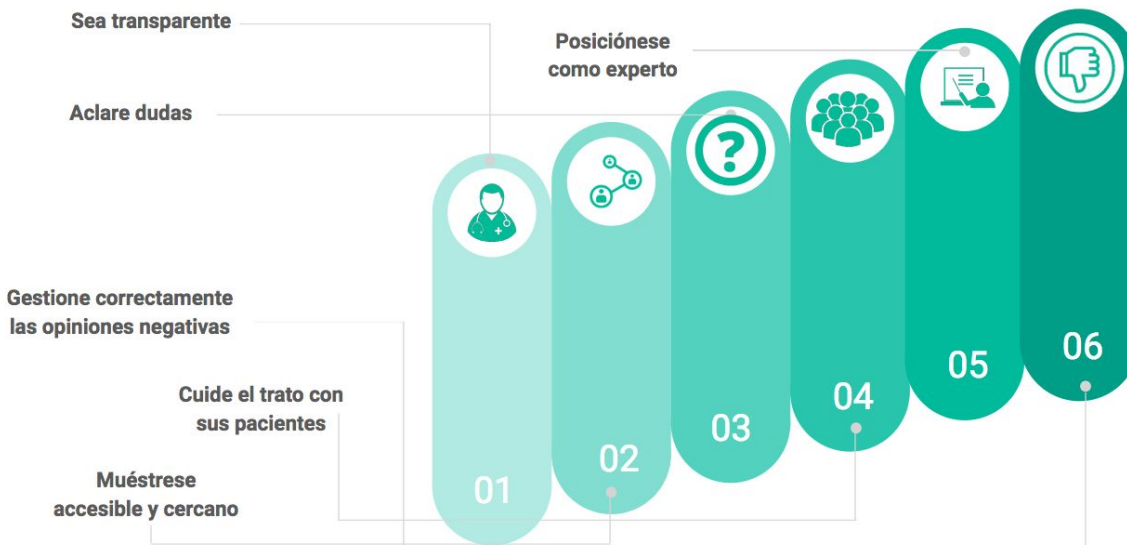 Sea transparente
Posiciónese
como experto
Aclare dudas
?
Gestione correctamente
las opiniones negativas
Cuide el trato con
sus pacientes
Muéstrese
accesible y cercano
01
02
03
04
05
06